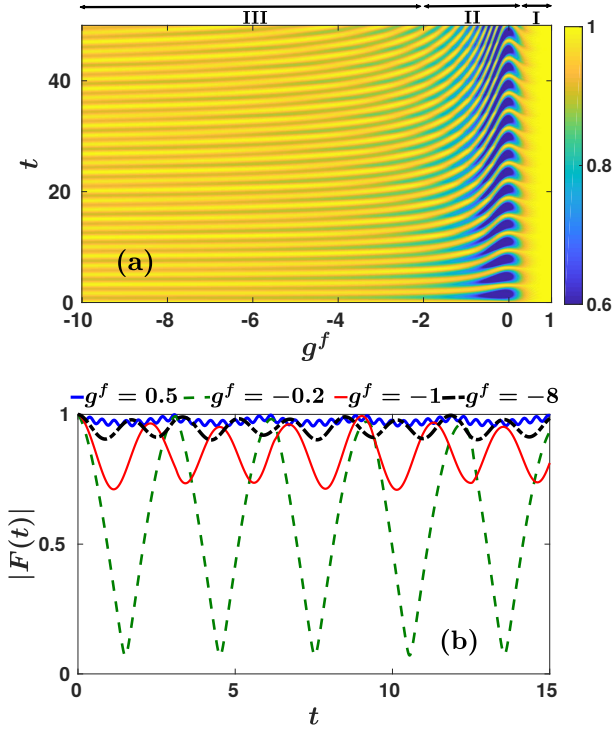 III II I
1
40
t
0.8
20
(a)
0 0.6
-10 -8 -6 -4 -2 0 1
g^f
g^f = 0.5 g^f = −0.2 g^f = −1 g^f = −8
1
|F(t)|
0.5
(b)
0
0 5 10 15
t